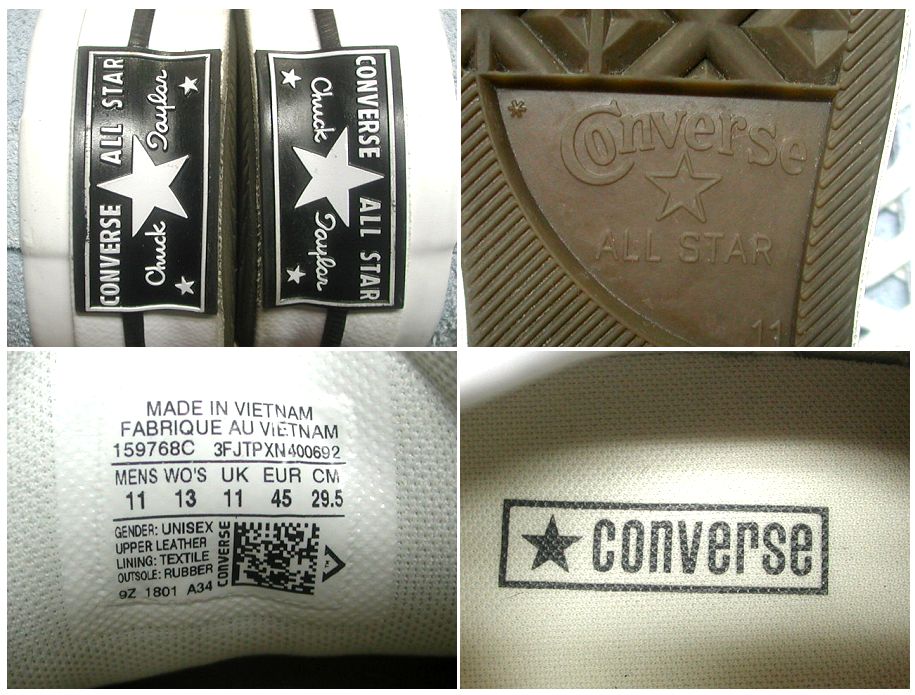 CONVERSE ALL STAR
Chuck Taylor
CONVERSE ALL STAR
Chuck Taylor
Converse
ALL STAR
11
MADE IN VIETNAM
FABRIQUE AU VIETNAM
159768C 3FJTPXN400692
MENS WO'S UK EUR CM
11 13 11 45 29.5
GENDER: UNISEX
UPPER LEATHER
LINING: TEXTILE
OUTSOLE: RUBBER
9Z 1801 A34
CONVERSE
TM
converse